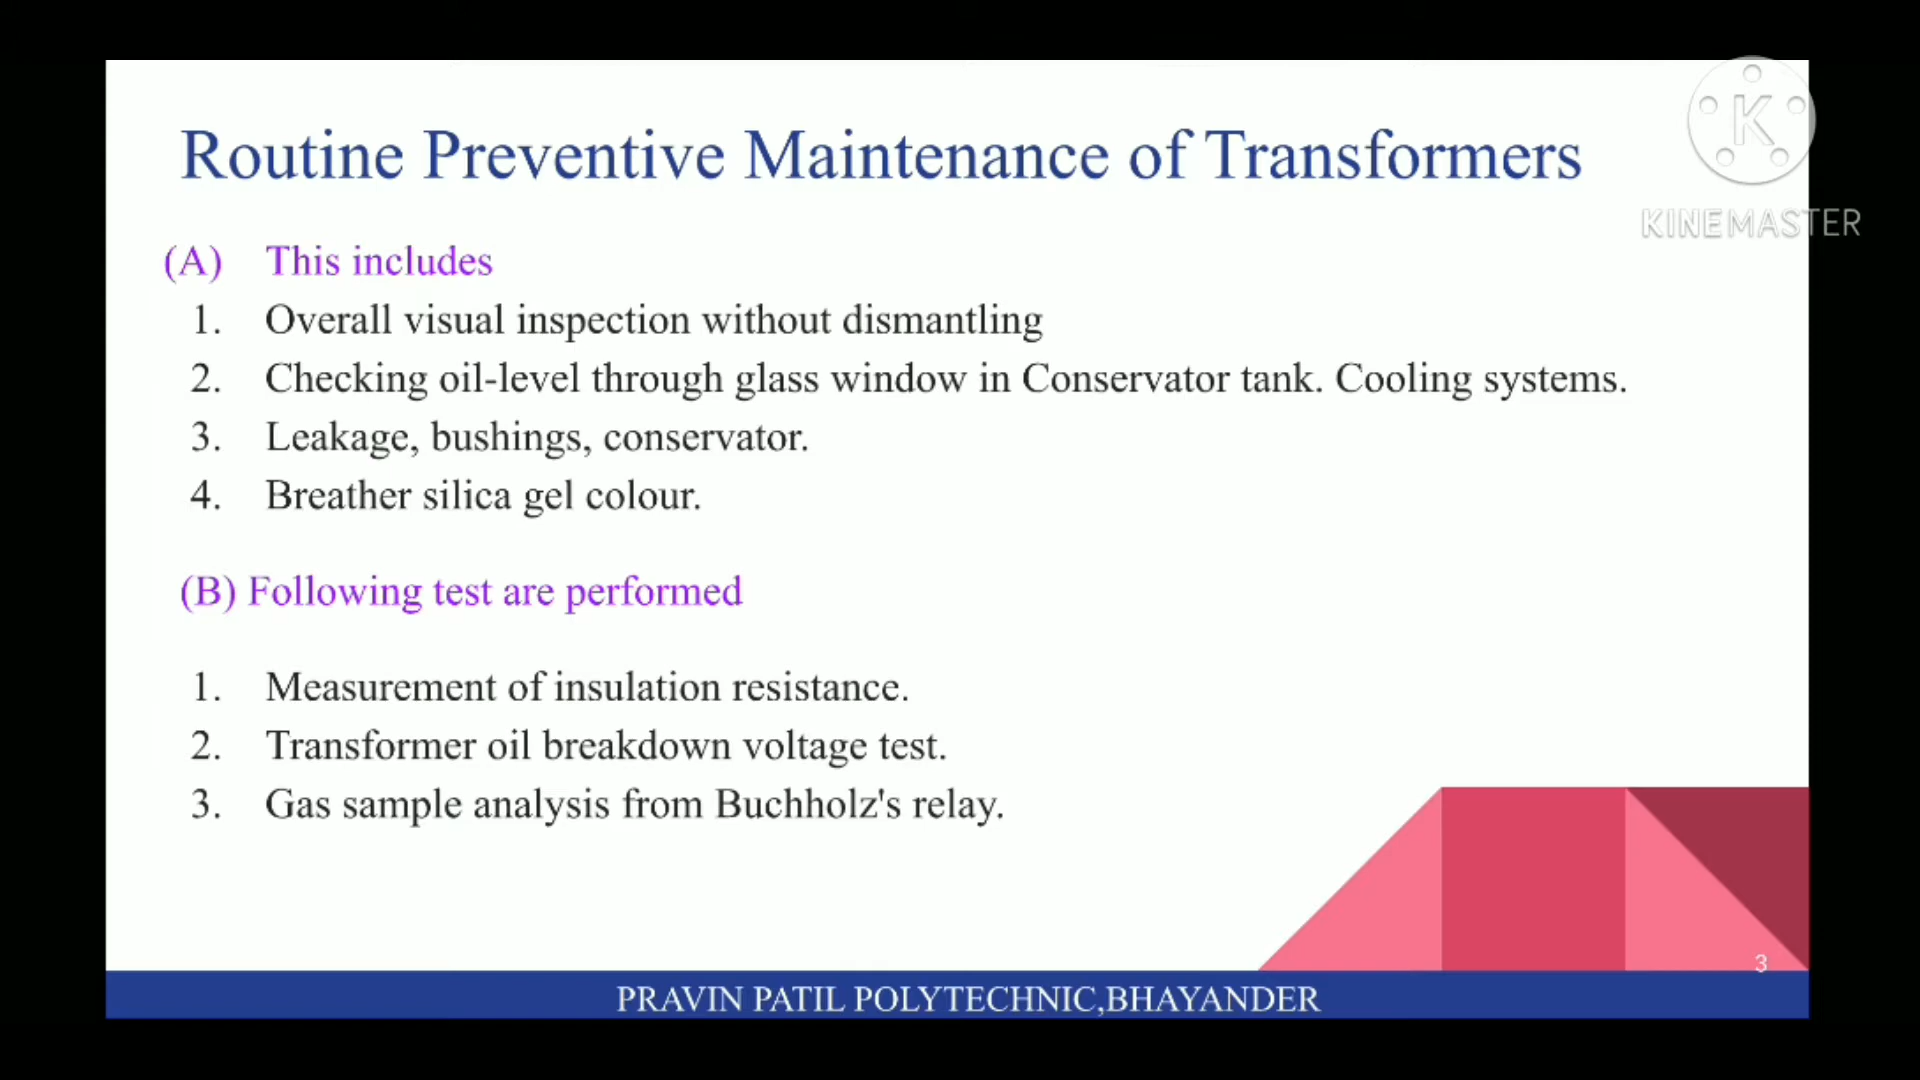 Routine Preventive Maintenance of Transformers
K
KINEMASTER
(A) This includes
1. Overall visual inspection without dismantling
2. Checking oil-level through glass window in Conservator tank. Cooling systems.
3. Leakage, bushings, conservator.
4. Breather silica gel colour.
(B) Following test are performed
1. Measurement of insulation resistance.
2. Transformer oil breakdown voltage test.
3. Gas sample analysis from Buchholz's relay.
3
PRAVIN PATIL POLYTECHNIC,BHAYANDER